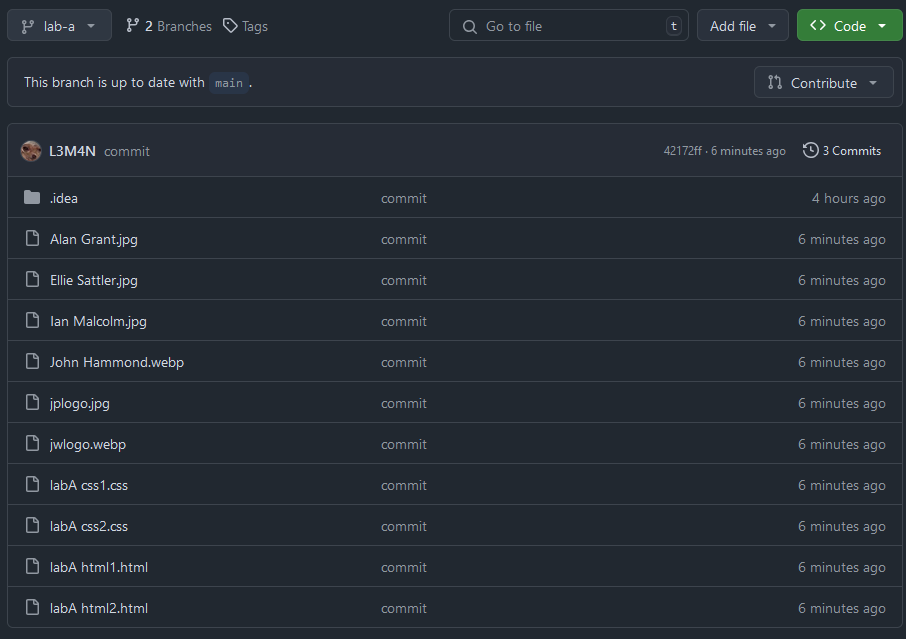 lab-a 2 Branches Tags Go to file t Add file Code
This branch is up to date with main . Contribute
L3M4N commit 42172ff · 6 minutes ago 3 Commits
.idea commit 4 hours ago
Alan Grant.jpg commit 6 minutes ago
Ellie Sattler.jpg commit 6 minutes ago
Ian Malcolm.jpg commit 6 minutes ago
John Hammond.webp commit 6 minutes ago
jplogo.jpg commit 6 minutes ago
jwlogo.webp commit 6 minutes ago
labA css1.css commit 6 minutes ago
labA css2.css commit 6 minutes ago
labA html1.html commit 6 minutes ago
labA html2.html commit 6 minutes ago